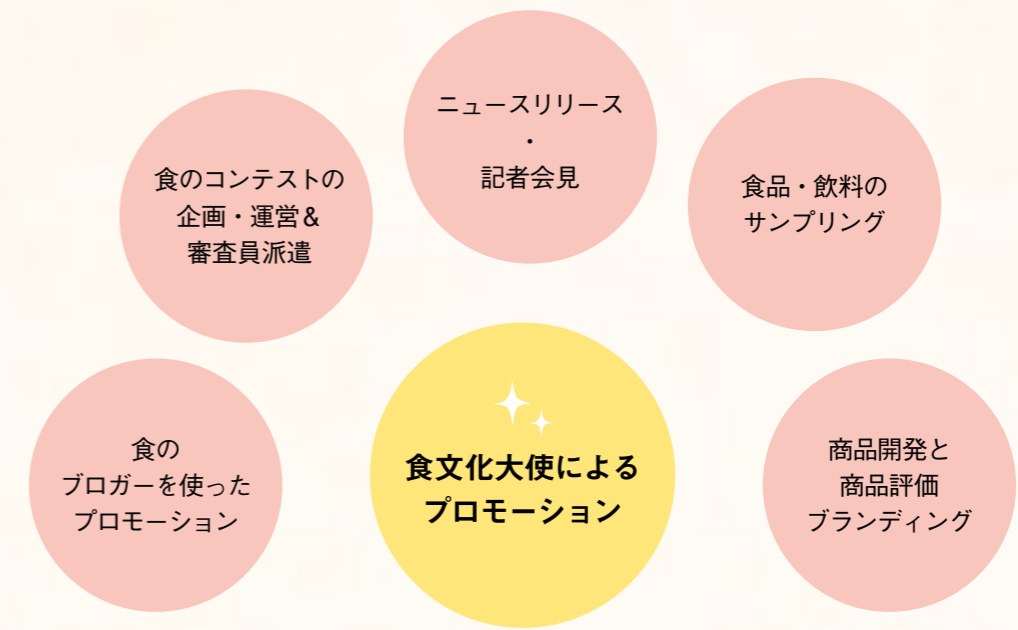 ニュースリリース
・
記者会見
食のコンテストの
企画・運営＆
審査員派遣
食品・飲料の
サンプリング
食の
ブロガーを使った
プロモーション
食文化大使による
プロモーション
商品開発と
商品評価
ブランディング